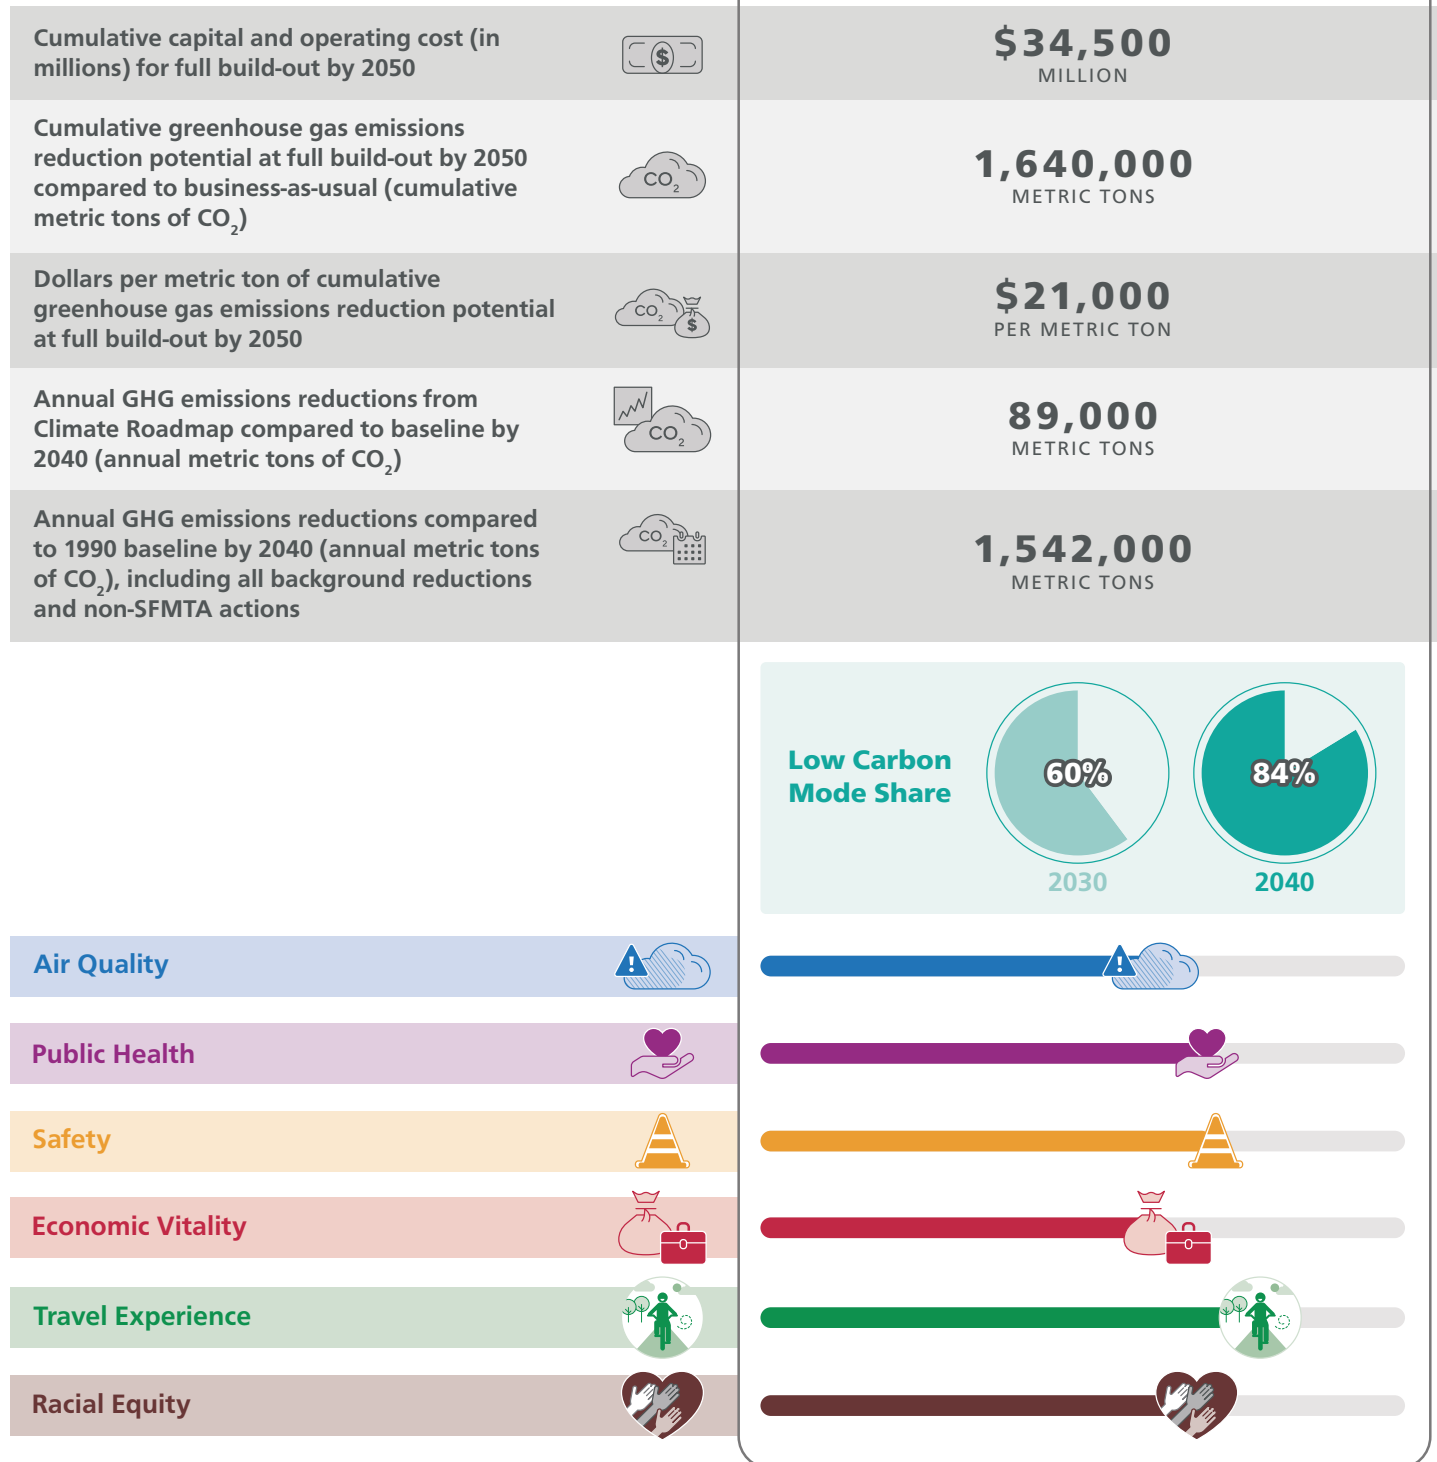 Cumulative capital and operating cost (in
millions) for full build-out by 2050
$
$34,500
MILLION
Cumulative greenhouse gas emissions
reduction potential at full build-out by 2050
compared to business-as-usual (cumulative
metric tons of CO₂)
CO₂
1,640,000
METRIC TONS
Dollars per metric ton of cumulative
greenhouse gas emissions reduction potential
at full build-out by 2050
CO₂
$
$21,000
PER METRIC TON
Annual GHG emissions reductions from
Climate Roadmap compared to baseline by
2040 (annual metric tons of CO₂)
CO₂
89,000
METRIC TONS
Annual GHG emissions reductions compared
to 1990 baseline by 2040 (annual metric tons
of CO₂), including all background reductions
and non-SFMTA actions
CO₂
1,542,000
METRIC TONS
Low Carbon
Mode Share
60%
84%
2030
2040
Air Quality
!
!
Public Health
Safety
Economic Vitality
Travel Experience
Racial Equity